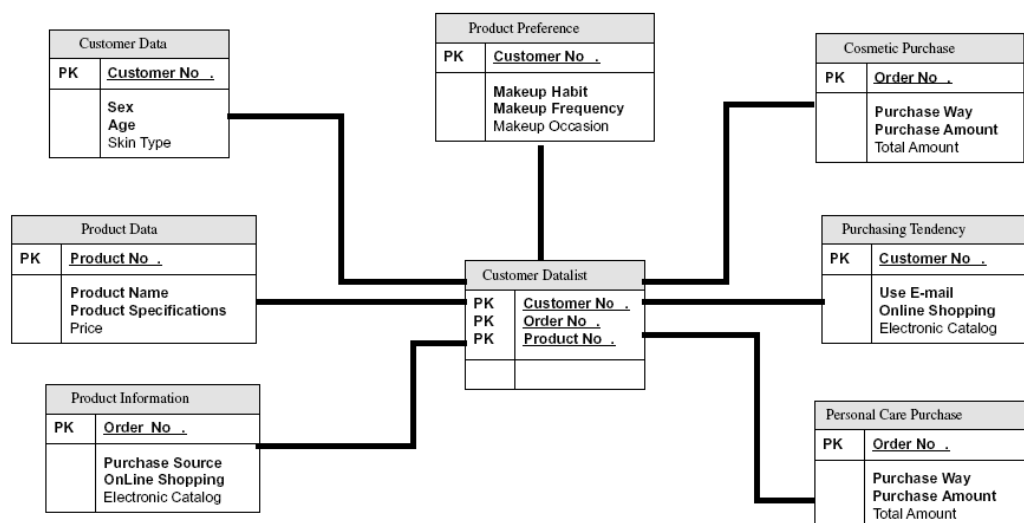 Customer Data
PK Customer No .
Sex
Age
Skin Type
Product Preference
PK Customer No .
Makeup Habit
Makeup Frequency
Makeup Occasion
Cosmetic Purchase
PK Order No .
Purchase Way
Purchase Amount
Total Amount
Product Data
PK Product No .
Product Name
Product Specifications
Price
Customer Datalist
PK Customer No .
PK Order No .
PK Product No .
Purchasing Tendency
PK Customer No .
Use E-mail
Online Shopping
Electronic Catalog
Product Information
PK Order No .
Purchase Source
OnLine Shopping
Electronic Catalog
Personal Care Purchase
PK Order No .
Purchase Way
Purchase Amount
Total Amount